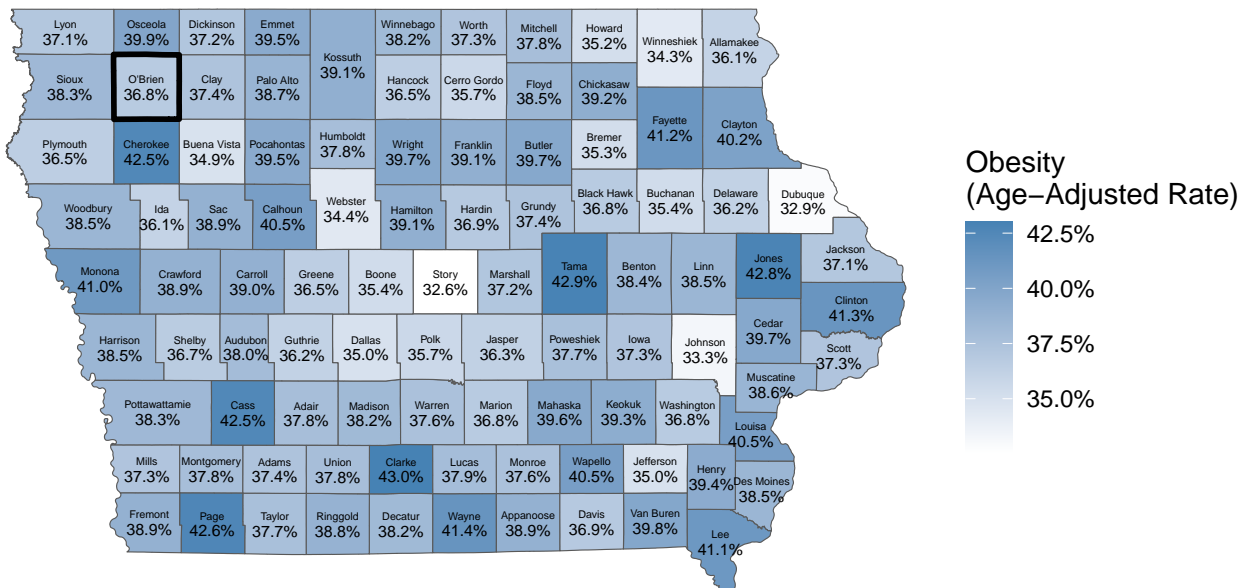 Lyon
37.1%
Osceola
39.9%
Dickinson
37.2%
Emmet
39.5%
Winnebago
38.2%
Worth
37.3%
Mitchell
37.8%
Howard
35.2%
Winneshiek
34.3%
Allamakee
36.1%
Kossuth
39.1%
Sioux
38.3%
O'Brien
36.8%
Clay
37.4%
Palo Alto
38.7%
Hancock
36.5%
Cerro Gordo
35.7%
Floyd
38.5%
Chickasaw
39.2%
Fayette
41.2%
Clayton
40.2%
Plymouth
36.5%
Cherokee
42.5%
Buena Vista
34.9%
Pocahontas
39.5%
Humboldt
37.8%
Wright
39.7%
Franklin
39.1%
Butler
39.7%
Bremer
35.3%
Woodbury
38.5%
Ida
36.1%
Sac
38.9%
Calhoun
40.5%
Webster
34.4%
Hamilton
39.1%
Hardin
36.9%
Grundy
37.4%
Black Hawk
36.8%
Buchanan
35.4%
Delaware
36.2%
Dubuque
32.9%
Monona
41.0%
Crawford
38.9%
Carroll
39.0%
Greene
36.5%
Boone
35.4%
Story
32.6%
Marshall
37.2%
Tama
42.9%
Benton
38.4%
Linn
38.5%
Jones
42.8%
Jackson
37.1%
Clinton
41.3%
Harrison
38.5%
Shelby
36.7%
Audubon
38.0%
Guthrie
36.2%
Dallas
35.0%
Polk
35.7%
Jasper
36.3%
Poweshiek
37.7%
Iowa
37.3%
Johnson
33.3%
Cedar
39.7%
Scott
37.3%
Muscatine
38.6%
Pottawattamie
38.3%
Cass
42.5%
Adair
37.8%
Madison
38.2%
Warren
37.6%
Marion
36.8%
Mahaska
39.6%
Keokuk
39.3%
Washington
36.8%
Louisa
40.5%
Mills
37.3%
Montgomery
37.8%
Adams
37.4%
Union
37.8%
Clarke
43.0%
Lucas
37.9%
Monroe
37.6%
Wapello
40.5%
Jefferson
35.0%
Henry
39.4%
Des Moines
38.5%
Fremont
38.9%
Page
42.6%
Taylor
37.7%
Ringgold
38.8%
Decatur
38.2%
Wayne
41.4%
Appanoose
38.9%
Davis
36.9%
Van Buren
39.8%
Lee
41.1%
Obesity
(Age−Adjusted Rate)
42.5%
40.0%
37.5%
35.0%